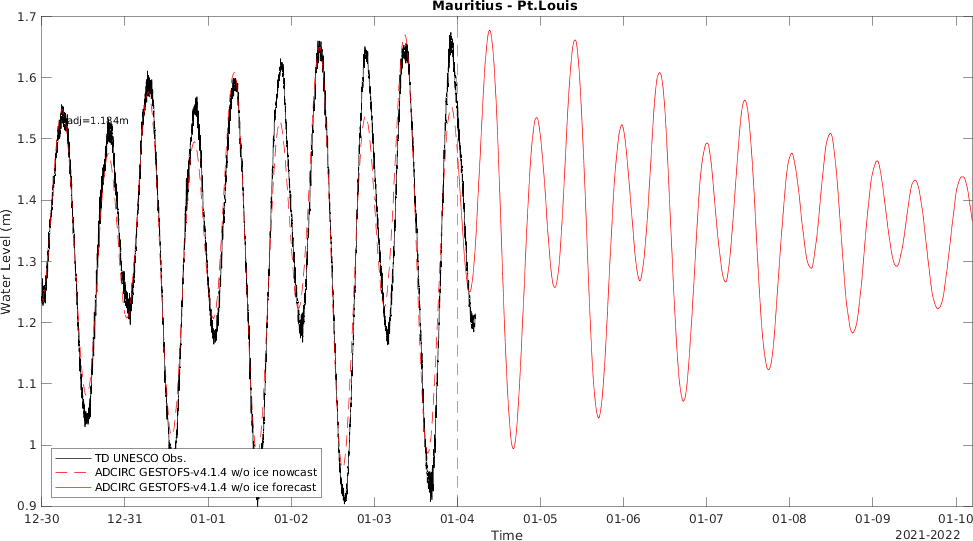 Mauritius - Pt.Louis
1.7
1.6
1.5
1.4
1.3
1.2
1.1
1
0.9
Water Level (m)
adj=1.134m
TD UNESCO Obs.
ADCIRC GESTOFS-v4.1.4 w/o ice nowcast
ADCIRC GESTOFS-v4.1.4 w/o ice forecast
12-30 12-31 01-01 01-02 01-03 01-04 01-05 01-06 01-07 01-08 01-09 01-10
Time
2021-2022